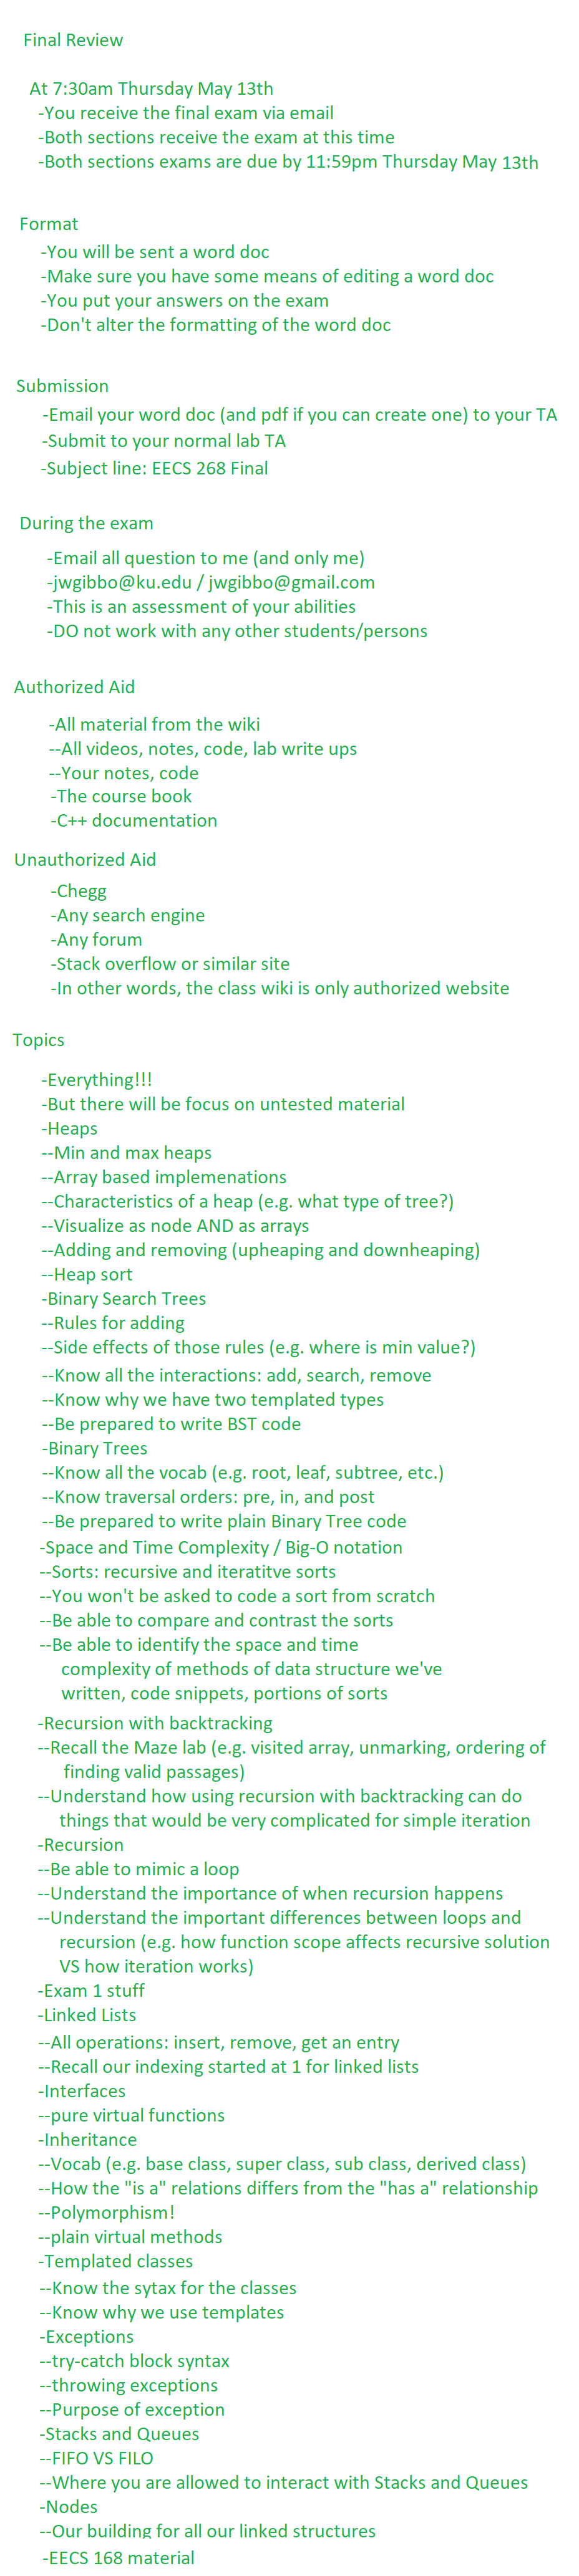 Final Review
At 7:30am Thursday May 13th
-You receive the final exam via email
-Both sections receive the exam at this time
-Both sections exams are due by 11:59pm Thursday May 13th
Format
-You will be sent a word doc
-Make sure you have some means of editing a word doc
-You put your answers on the exam
-Don't alter the formatting of the word doc
Submission
-Email your word doc (and pdf if you can create one) to your TA
-Submit to your normal lab TA
-Subject line: EECS 268 Final
During the exam
-Email all question to me (and only me)
-jwgibbo@ku.edu / jwgibbo@gmail.com
-This is an assessment of your abilities
-DO not work with any other students/persons
Authorized Aid
-All material from the wiki
--All videos, notes, code, lab write ups
--Your notes, code
-The course book
-C++ documentation
Unauthorized Aid
-Chegg
-Any search engine
-Any forum
-Stack overflow or similar site
-In other words, the class wiki is only authorized website
Topics
-Everything!!!
-But there will be focus on untested material
-Heaps
--Min and max heaps
--Array based implemenations
--Characteristics of a heap (e.g. what type of tree?)
--Visualize as node AND as arrays
--Adding and removing (upheaping and downheaping)
--Heap sort
-Binary Search Trees
--Rules for adding
--Side effects of those rules (e.g. where is min value?)
--Know all the interactions: add, search, remove
--Know why we have two templated types
--Be prepared to write BST code
-Binary Trees
--Know all the vocab (e.g. root, leaf, subtree, etc.)
--Know traversal orders: pre, in, and post
--Be prepared to write plain Binary Tree code
-Space and Time Complexity / Big-O notation
--Sorts: recursive and iteratitve sorts
--You won't be asked to code a sort from scratch
--Be able to compare and contrast the sorts
--Be able to identify the space and time
complexity of methods of data structure we've
written, code snippets, portions of sorts
-Recursion with backtracking
--Recall the Maze lab (e.g. visited array, unmarking, ordering of
finding valid passages)
--Understand how using recursion with backtracking can do
things that would be very complicated for simple iteration
-Recursion
--Be able to mimic a loop
--Understand the importance of when recursion happens
--Understand the important differences between loops and
recursion (e.g. how function scope affects recursive solution
VS how iteration works)
-Exam 1 stuff
-Linked Lists
--All operations: insert, remove, get an entry
--Recall our indexing started at 1 for linked lists
-Interfaces
--pure virtual functions
-Inheritance
--Vocab (e.g. base class, super class, sub class, derived class)
--How the "is a" relations differs from the "has a" relationship
--Polymorphism!
--plain virtual methods
-Templated classes
--Know the sytax for the classes
--Know why we use templates
-Exceptions
--try-catch block syntax
--throwing exceptions
--Purpose of exception
-Stacks and Queues
--FIFO VS FILO
--Where you are allowed to interact with Stacks and Queues
-Nodes
--Our building for all our linked structures
-EECS 168 material